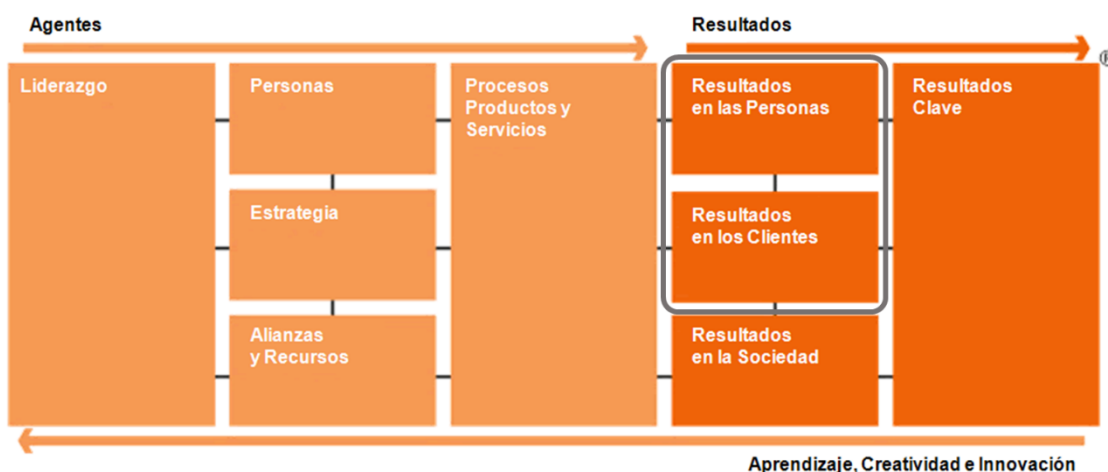 Agentes
Resultados
®
Liderazgo
Personas
Procesos
Productos y
Servicios
Resultados
en las Personas
Resultados
Clave
Estrategia
Resultados
en los Clientes
Alianzas
y Recursos
Resultados
en la Sociedad
Aprendizaje, Creatividad e Innovación